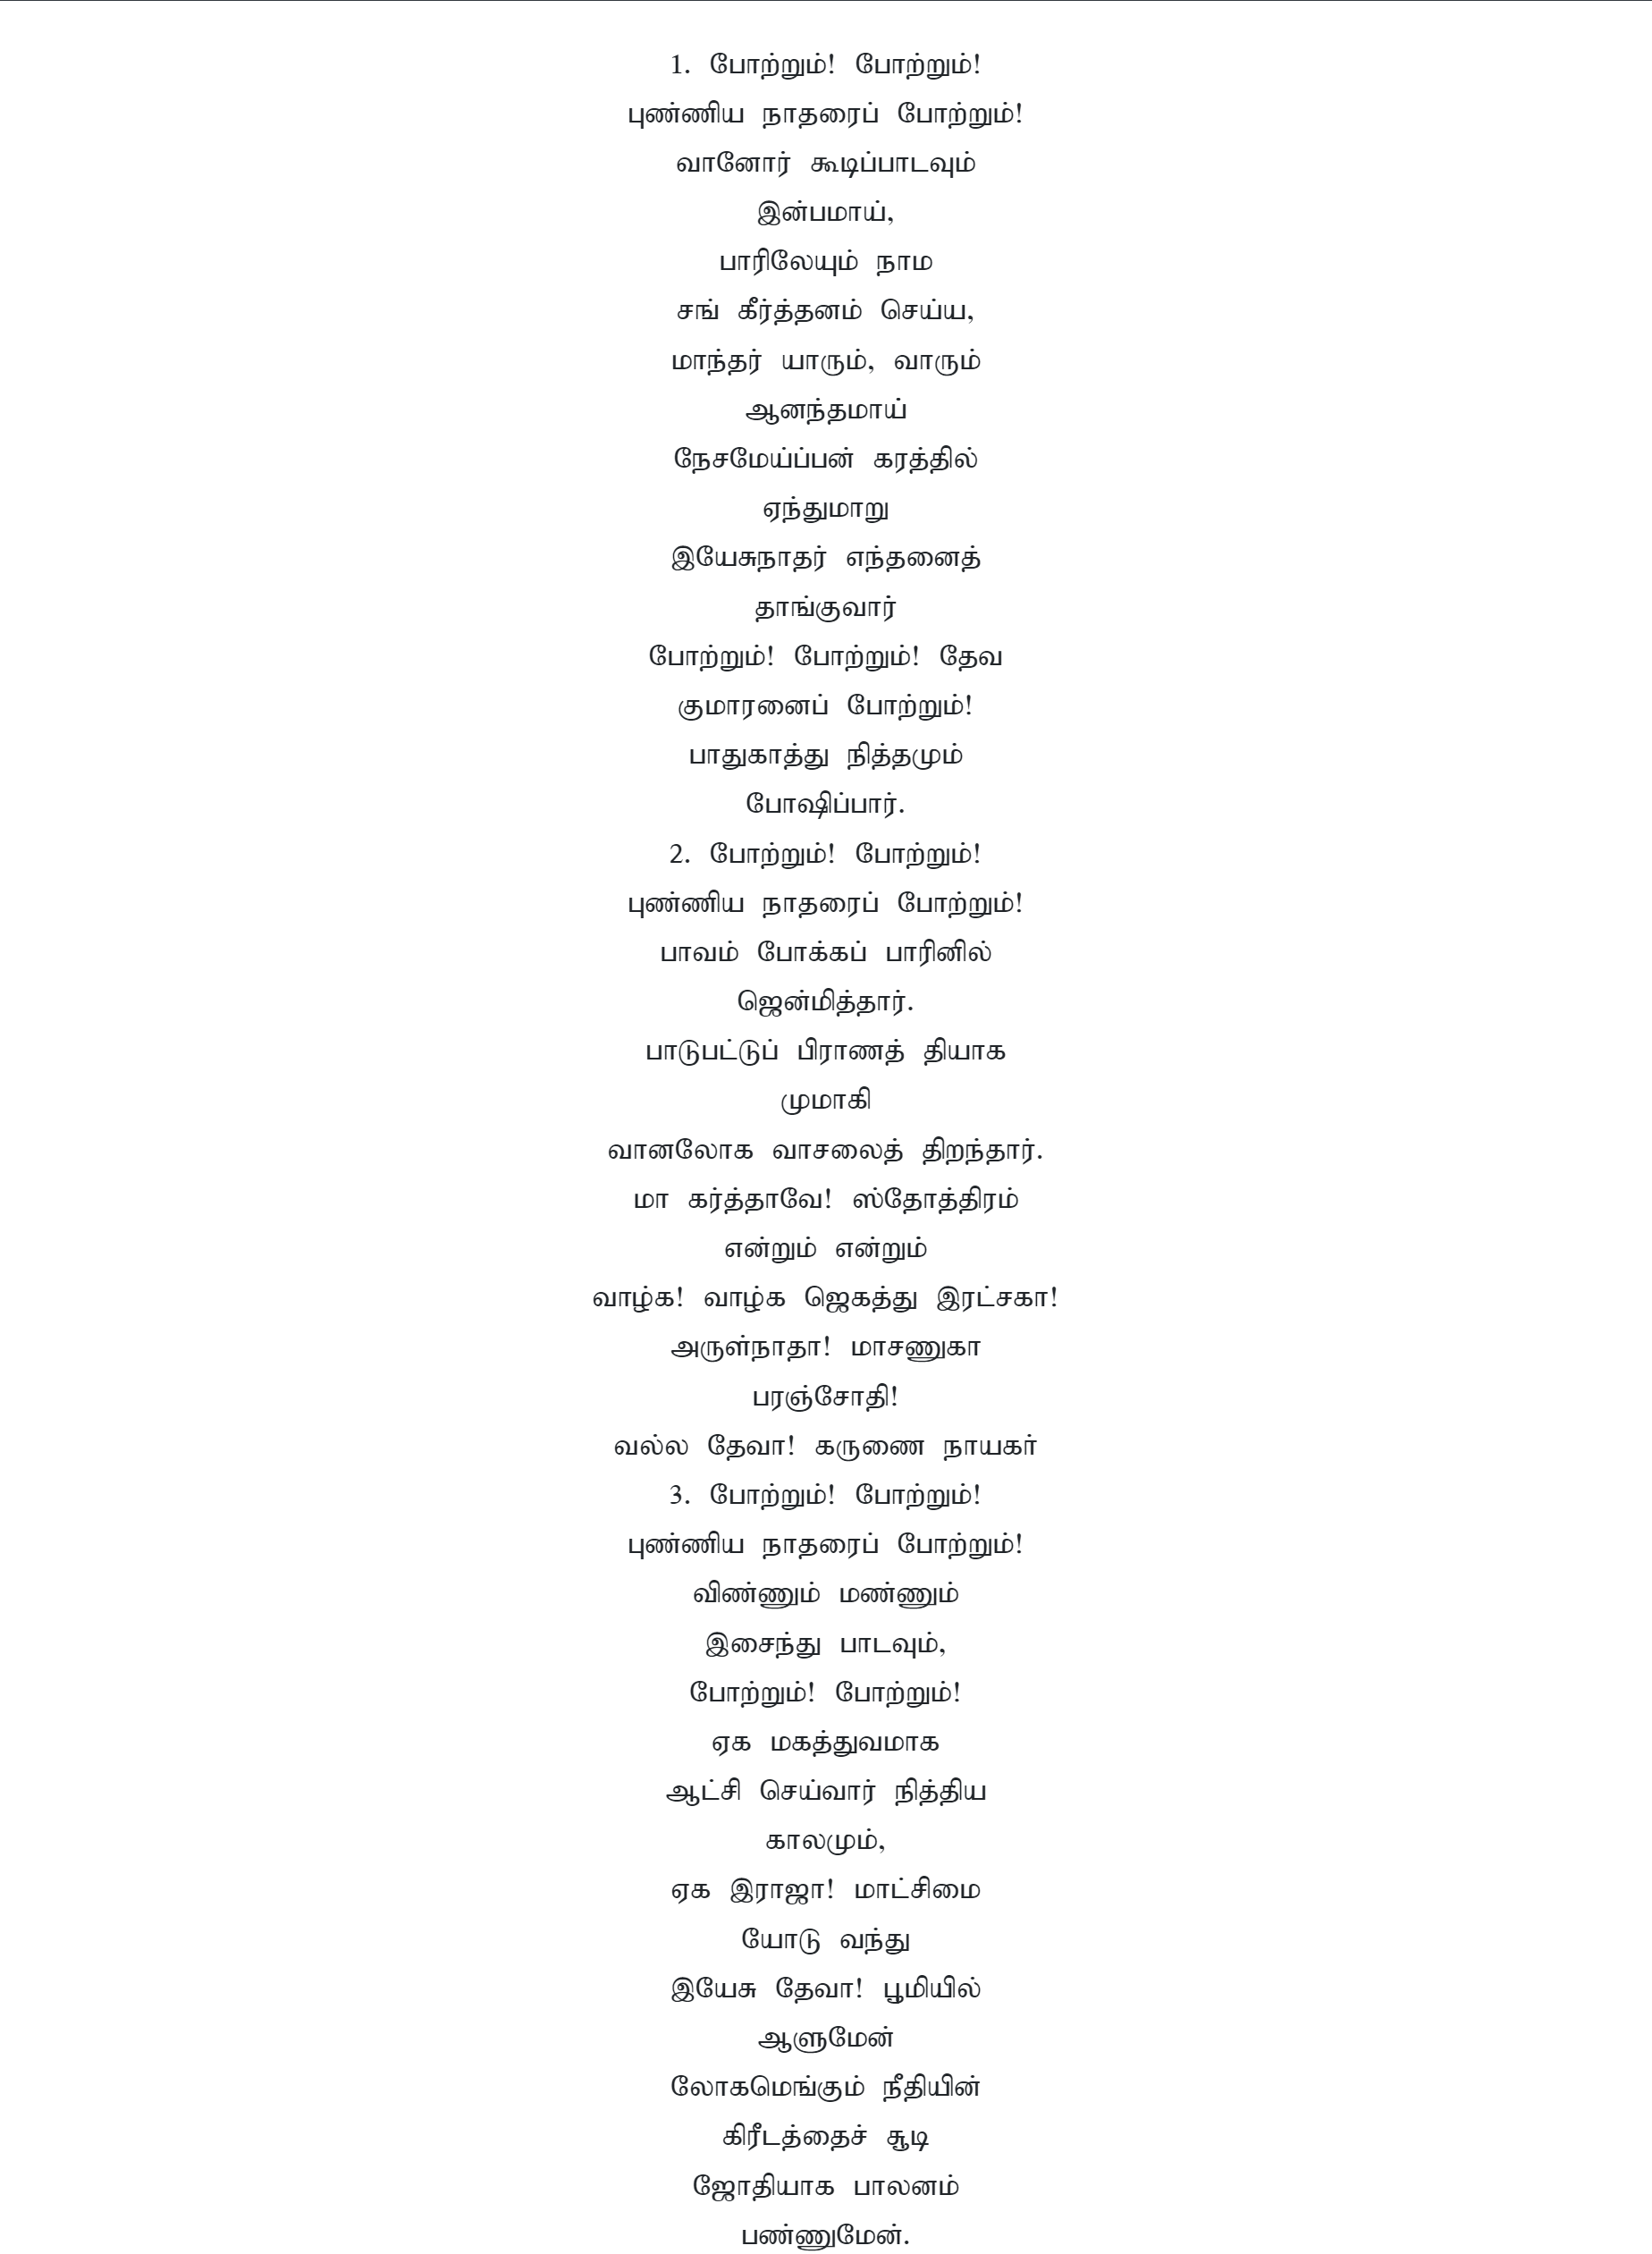 1. போற்றும்! போற்றும்!
புண்ணிய நாதரைப் போற்றும்!
வானோர் கூடிப்பாடவும்
இன்பமாய்,
பாரிலேயும் நாம
சங் கீர்த்தனம் செய்ய,
மாந்தர் யாரும், வாரும்
ஆனந்தமாய்
நேசமேய்ப்பன் கரத்தில்
ஏந்துமாறு
இயேசுநாதர் எந்தனைத்
தாங்குவார்
போற்றும்! போற்றும்! தேவ
குமாரனைப் போற்றும்!
பாதுகாத்து நித்தமும்
போஷிப்பார்.
2. போற்றும்! போற்றும்!
புண்ணிய நாதரைப் போற்றும்!
பாவம் போக்கப் பாரினில்
ஜென்மித்தார்.
பாடுபட்டுப் பிராணத் தியாக
முமாகி
வானலோக வாசலைத் திறந்தார்.
மா கர்த்தாவே! ஸ்தோத்திரம்
என்றும் என்றும்
வாழ்க! வாழ்க ஜெகத்து இரட்சகா!
அருள்நாதா! மாசணுகா
பரஞ்சோதி!
வல்ல தேவா! கருணை நாயகர்
3. போற்றும்! போற்றும்!
புண்ணிய நாதரைப் போற்றும்!
விண்ணும் மண்ணும்
இசைந்து பாடவும்,
போற்றும்! போற்றும்!
ஏக மகத்துவமாக
ஆட்சி செய்வார் நித்திய
காலமும்,
ஏக இராஜா! மாட்சிமை
யோடு வந்து
இயேசு தேவா! பூமியில்
ஆளுமேன்
லோகமெங்கும் நீதியின்
கிரீடத்தைச் சூடி
ஜோதியாக பாலனம்
பண்ணுமேன்.